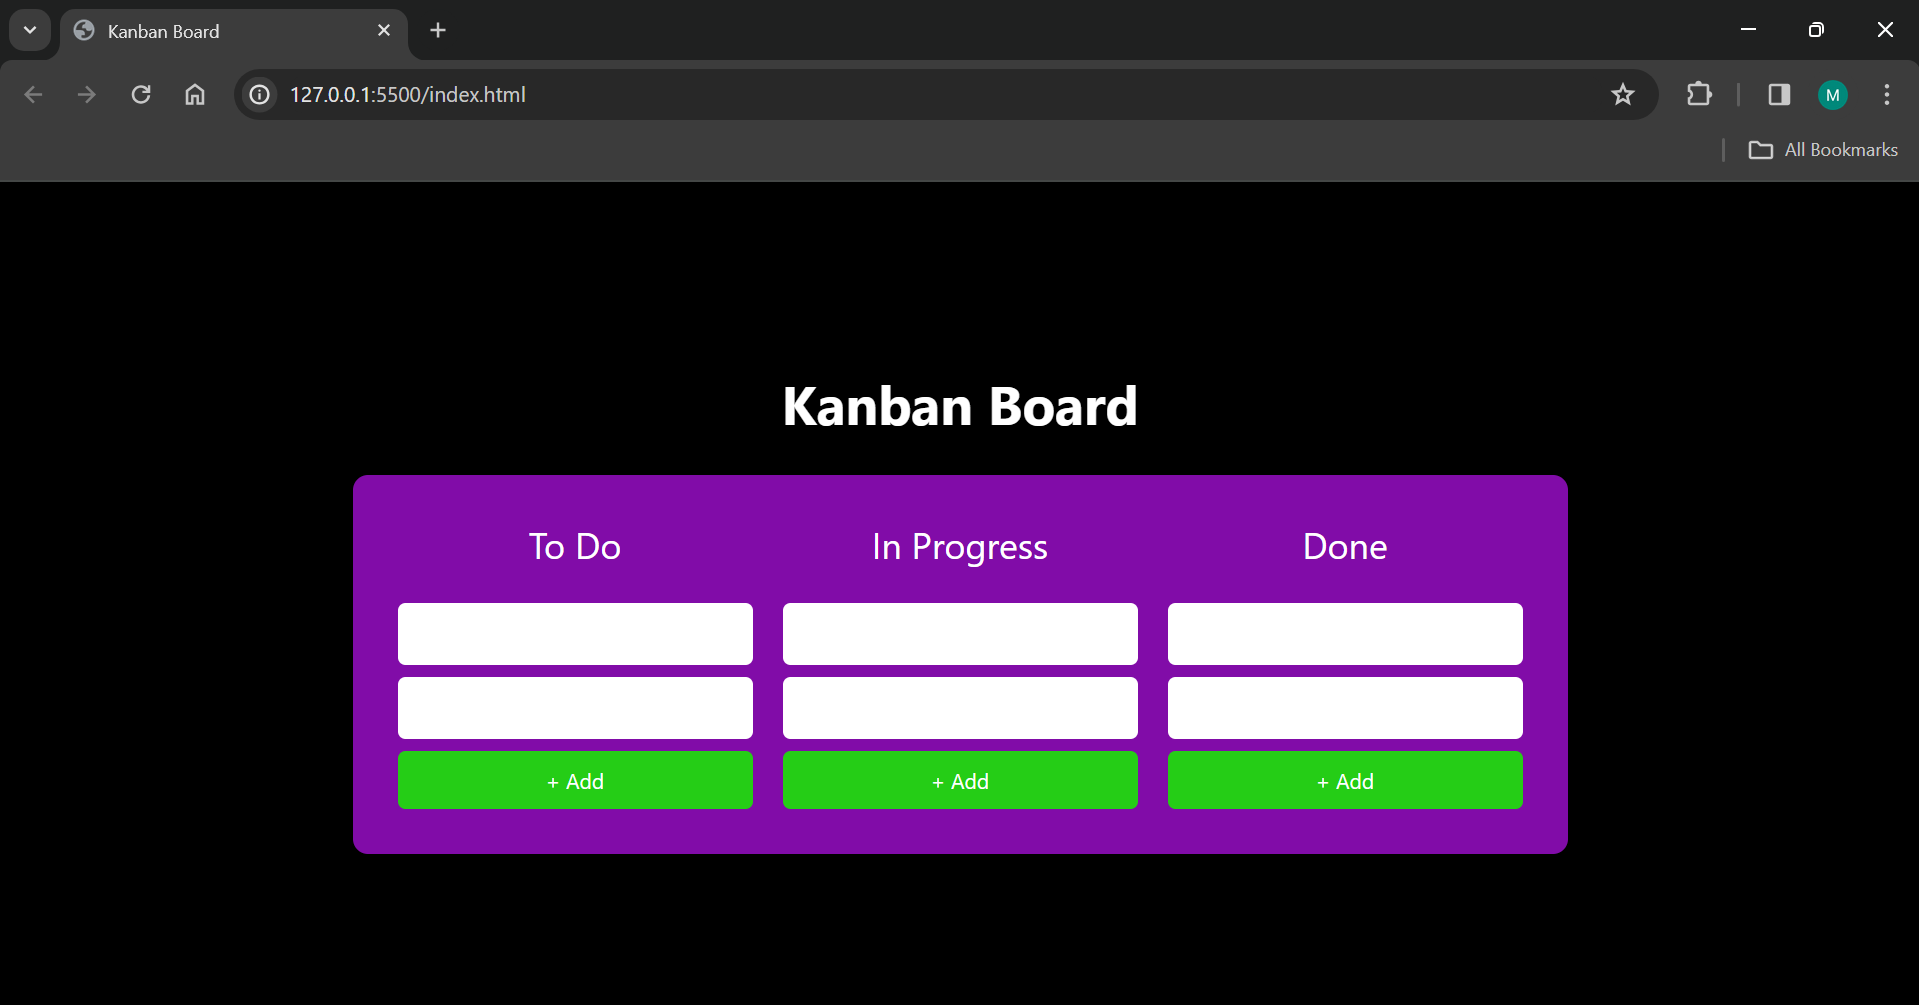 Kanban Board
127.0.0.1:5500/index.html
M
All Bookmarks
Kanban Board
To Do
In Progress
Done
+ Add
+ Add
+ Add